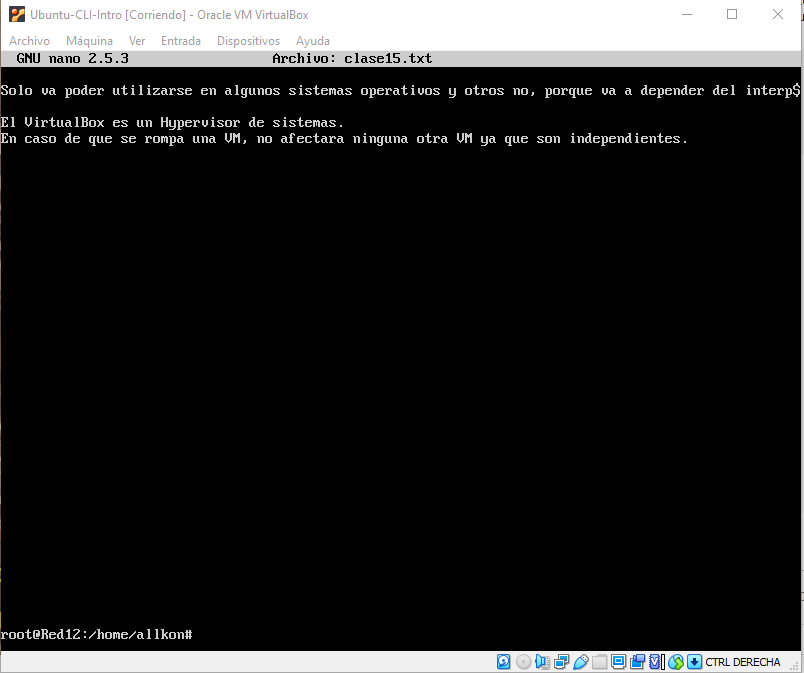 Ubuntu-CLI-Intro [Corriendo] - Oracle VM VirtualBox
Archivo Máquina Ver Entrada Dispositivos Ayuda
GNU nano 2.5.3 Archivo: clase15.txt
Solo va poder utilizarse en algunos sistemas operativos y otros no, porque va a depender del interp$
El VirtualBox es un Hypervisor de sistemas.
En caso de que se rompa una VM, no afectara ninguna otra VM ya que son independientes.
root@Red12:/home/allkon#
CTRL DERECHA